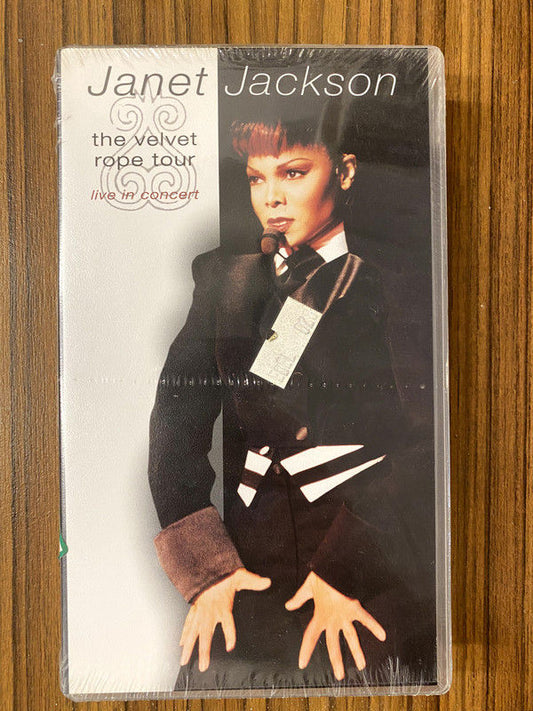 Janet Jackson
the velvet
rope tour
live in concert